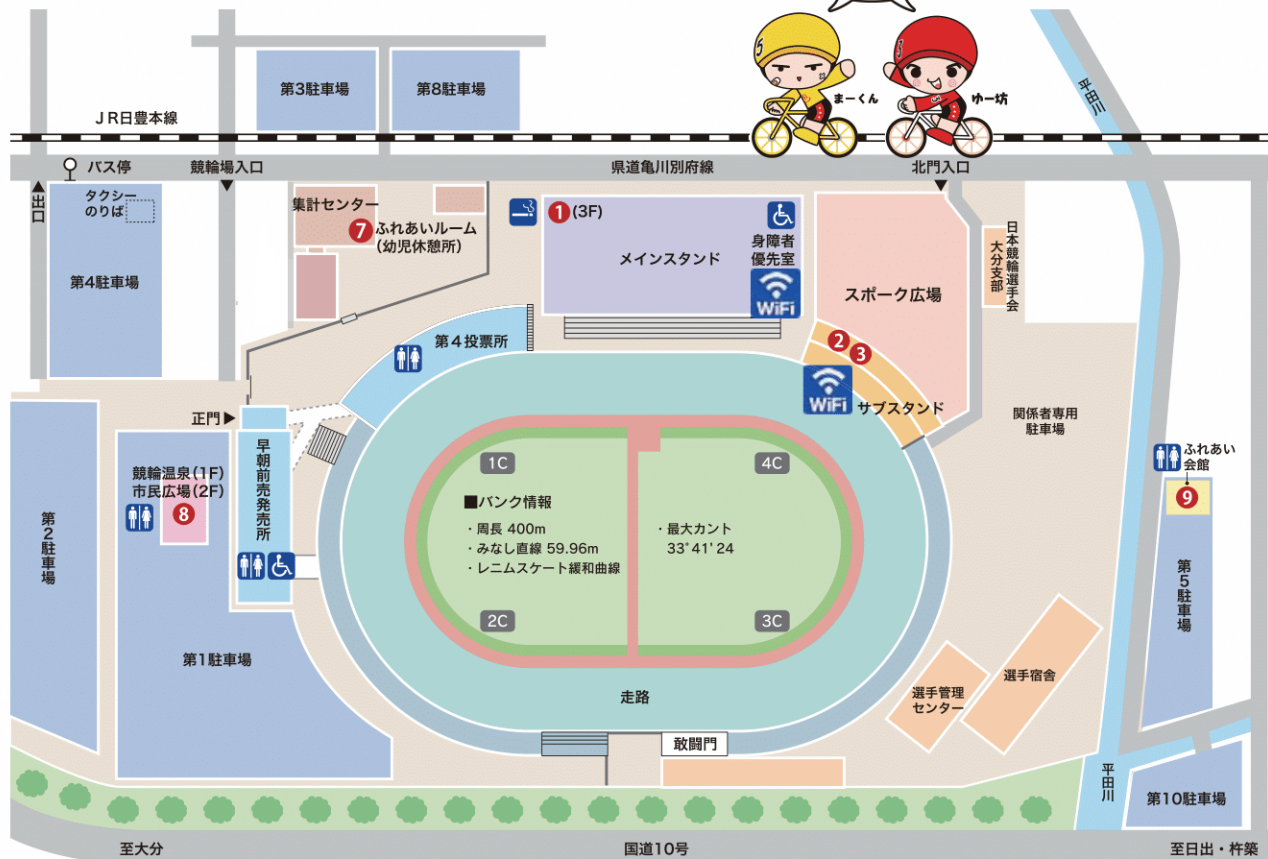 5
3
まーくん
ゆー坊
平田川
第3駐車場
第8駐車場
JR日豊本線
バス停
競輪場入口
県道亀川別府線
北門入口
出口
タクシー
のりば
第4駐車場
集計センター
7
ふれあいルーム
(幼児休憩所)
1
(3F)
メインスタンド
身障者
優先室
WiFi
スポーク広場
日本競輪選手会
大分支部
第4投票所
2
3
WiFi
サブスタンド
関係者専用
駐車場
正門
早朝前売発売所
競輪温泉(1F)
市民広場(2F)
8
第2駐車場
第1駐車場
1C
4C
■バンク情報
・周長 400m
・みなし直線 59.96m
・レニムスケート緩和曲線
・最大カント
33°41'24
2C
3C
走路
敢闘門
選手管理
センター
選手宿舎
ふれあい
会館
9
第5駐車場
平田川
第10駐車場
至大分
国道10号
至日出・杵築